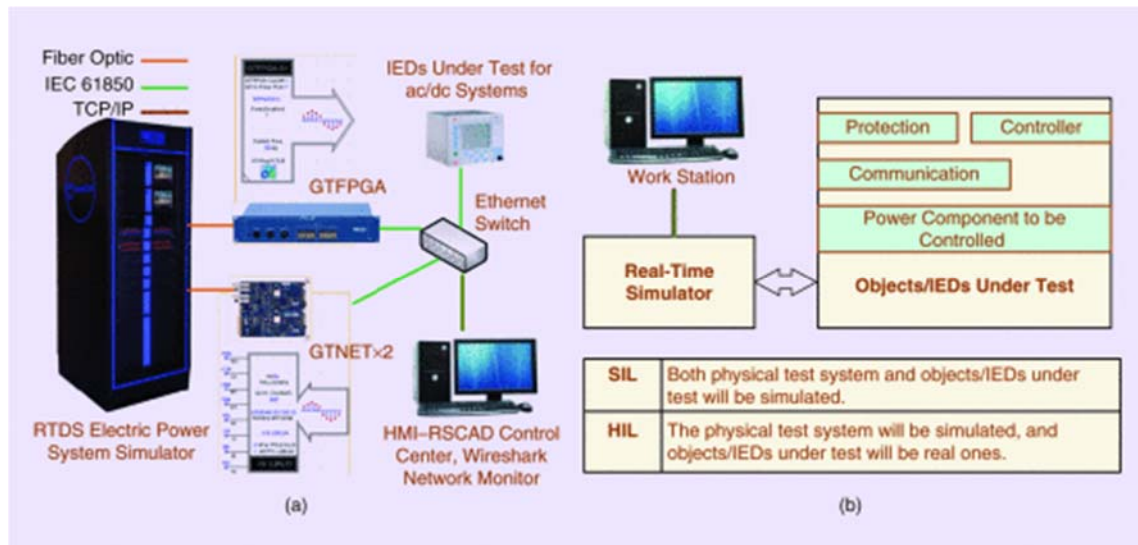 Fiber Optic
IEC 61850
TCP/IP
IEDs Under Test for
ac/dc Systems
GTFPGA
Ethernet
Switch
GTNET×2
RTDS Electric Power
System Simulator
HMI–RSCAD Control
Center, Wireshark
Network Monitor
(a)
Work Station
Real-Time
Simulator
Protection
Controller
Communication
Power Component to be
Controlled
Objects/IEDs Under Test
SIL
Both physical test system and objects/IEDs under
test will be simulated.
HIL
The physical test system will be simulated, and
objects/IEDs under test will be real ones.
(b)